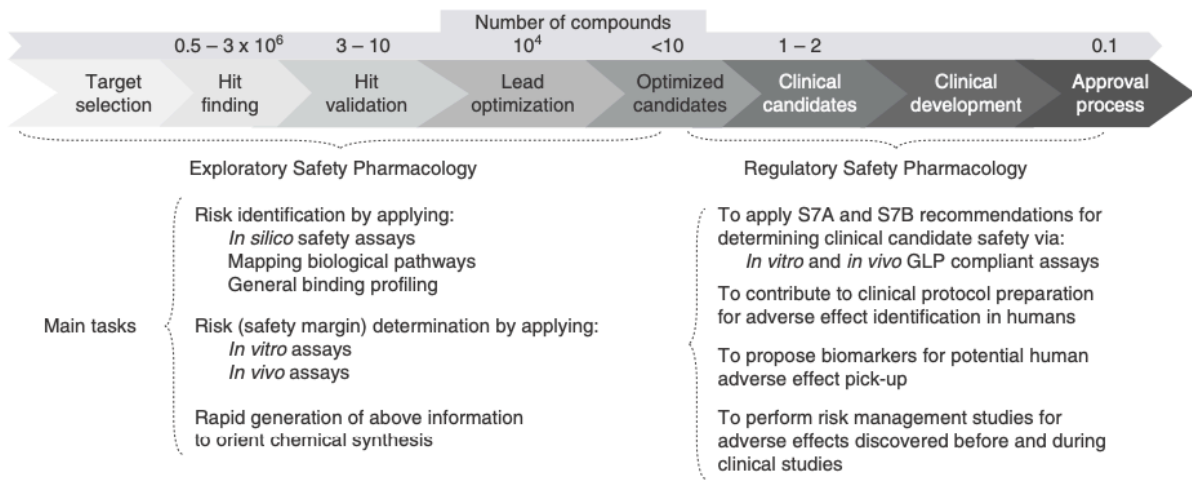 Number of compounds
0.5 – 3 x 10⁶ 3 – 10 10⁴ <10 1 – 2 0.1
Target selection
Hit finding
Hit validation
Lead optimization
Optimized candidates
Clinical candidates
Clinical development
Approval process
Exploratory Safety Pharmacology
Regulatory Safety Pharmacology
Main tasks
Risk identification by applying:
In silico safety assays
Mapping biological pathways
General binding profiling
Risk (safety margin) determination by applying:
In vitro assays
In vivo assays
Rapid generation of above information
to orient chemical synthesis
To apply S7A and S7B recommendations for
determining clinical candidate safety via:
In vitro and in vivo GLP compliant assays
To contribute to clinical protocol preparation
for adverse effect identification in humans
To propose biomarkers for potential human
adverse effect pick-up
To perform risk management studies for
adverse effects discovered before and during
clinical studies